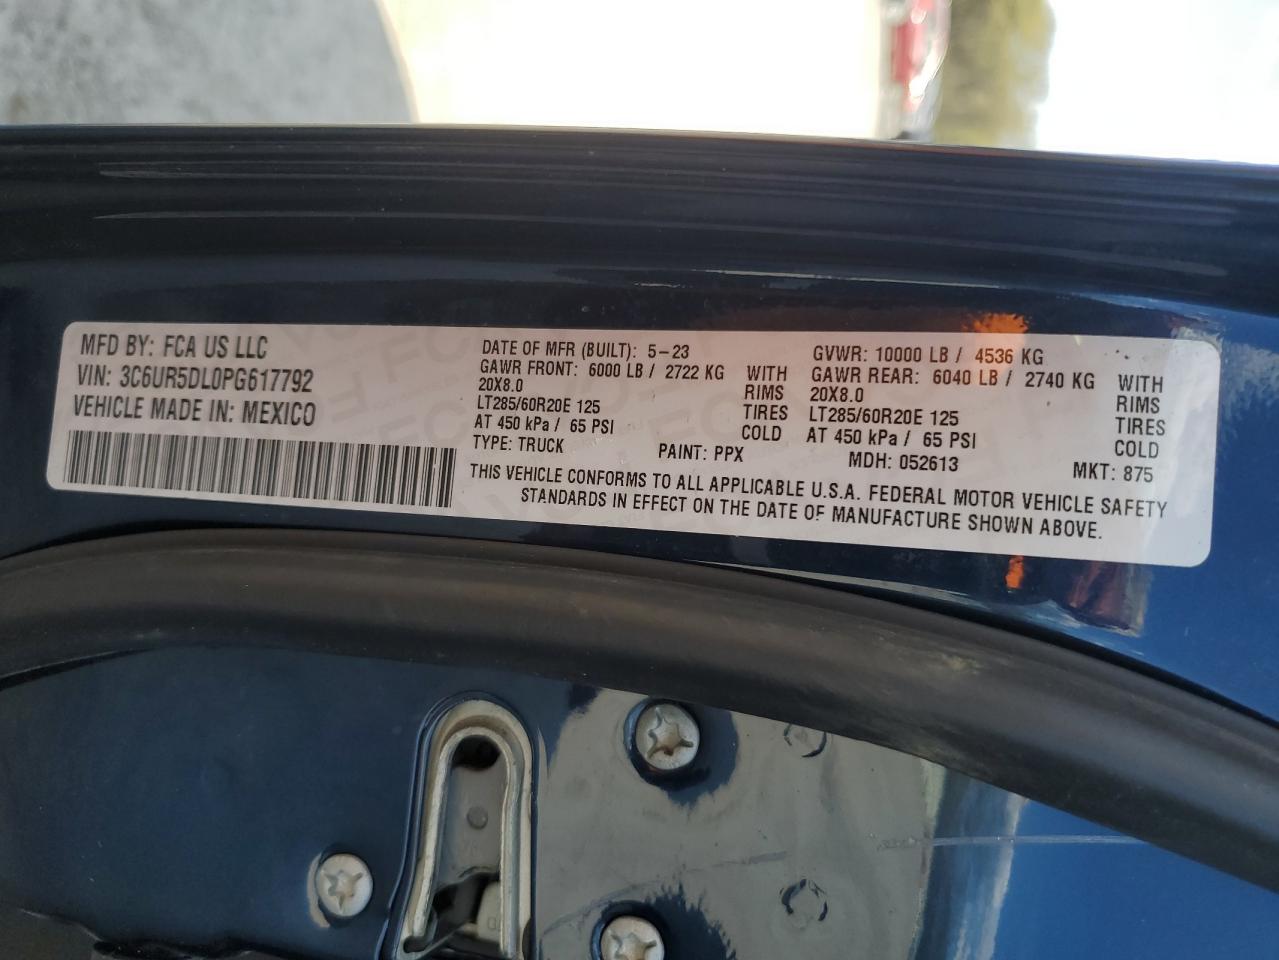 MFD BY: FCA US LLC
VIN: 3C6UR5DL0PG617792
VEHICLE MADE IN: MEXICO
DATE OF MFR (BUILT): 5-23
GVWR: 10000 LB / 4536 KG
GAWR FRONT: 6000 LB / 2722 KG WITH
20X8.0 RIMS
LT285/60R20E 125 TIRES
AT 450 kPa / 65 PSI COLD
GAWR REAR: 6040 LB / 2740 KG WITH
20X8.0 RIMS
LT285/60R20E 125 TIRES
AT 450 kPa / 65 PSI COLD
TYPE: TRUCK PAINT: PPX MDH: 052613 MKT: 875
THIS VEHICLE CONFORMS TO ALL APPLICABLE U.S.A. FEDERAL MOTOR VEHICLE SAFETY
STANDARDS IN EFFECT ON THE DATE OF MANUFACTURE SHOWN ABOVE.